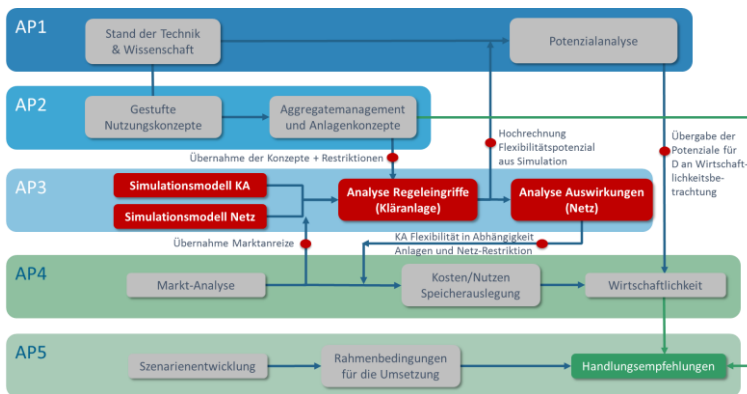 AP1
Stand der Technik
& Wissenschaft
Potenzialanalyse
AP2
Gestufte
Nutzungskonzepte
Aggregatemanagement
und Anlagenkonzepte
Übernahme der Konzepte + Restriktionen
Hochrechnung
Flexibilitätspotenzial
aus Simulation
Übergabe der
Potenziale für
D an Wirtschaft-
lichkeitsbe-
trachtung
AP3
Simulationsmodell KA
Simulationsmodell Netz
Analyse Regeleingriffe
(Kläranlage)
Analyse Auswirkungen
(Netz)
Übernahme Marktanreize
KA Flexibilität in Abhängigkeit
Anlagen und Netz-Restriktion
AP4
Markt-Analyse
Kosten/Nutzen
Speicherauslegung
Wirtschaftlichkeit
AP5
Szenarienentwicklung
Rahmenbedingungen
für die Umsetzung
Handlungsempfehlungen